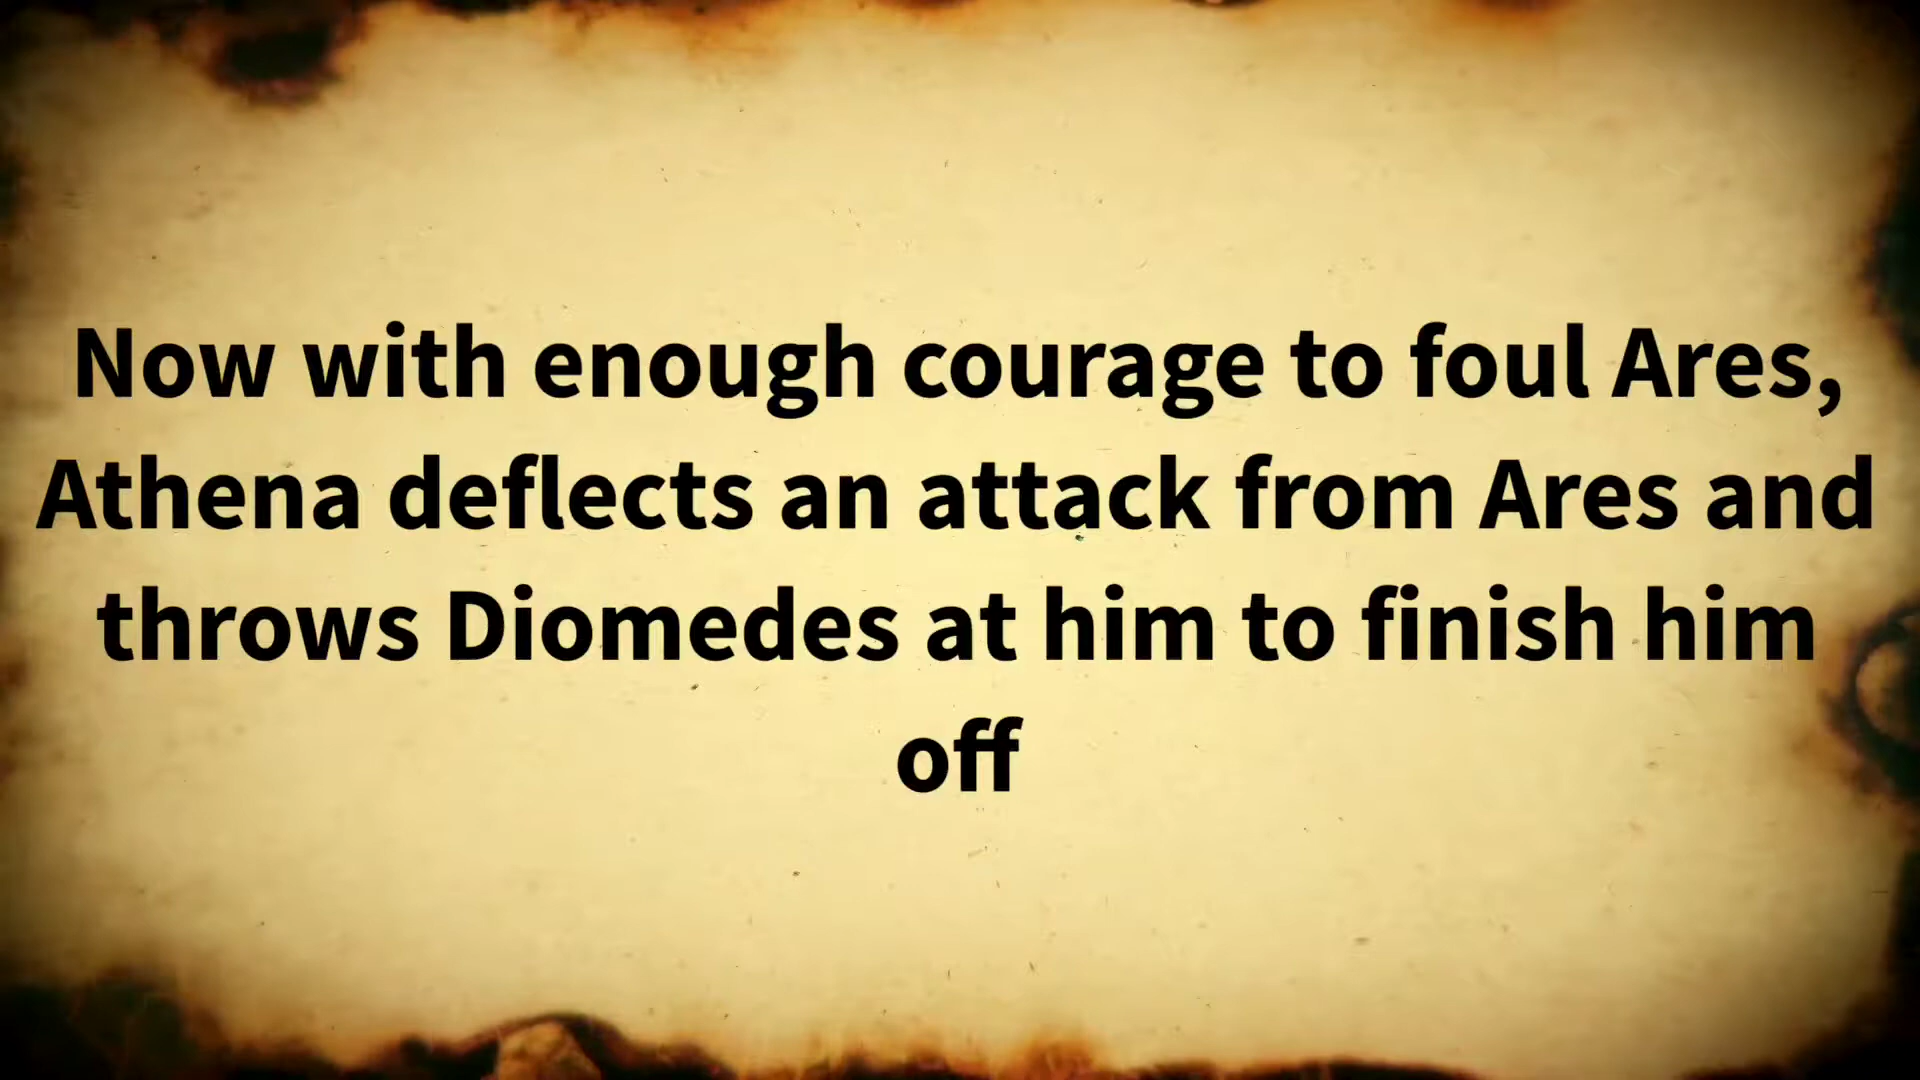 Now with enough courage to foul Ares,
Athena deflects an attack from Ares and
throws Diomedes at him to finish him
off